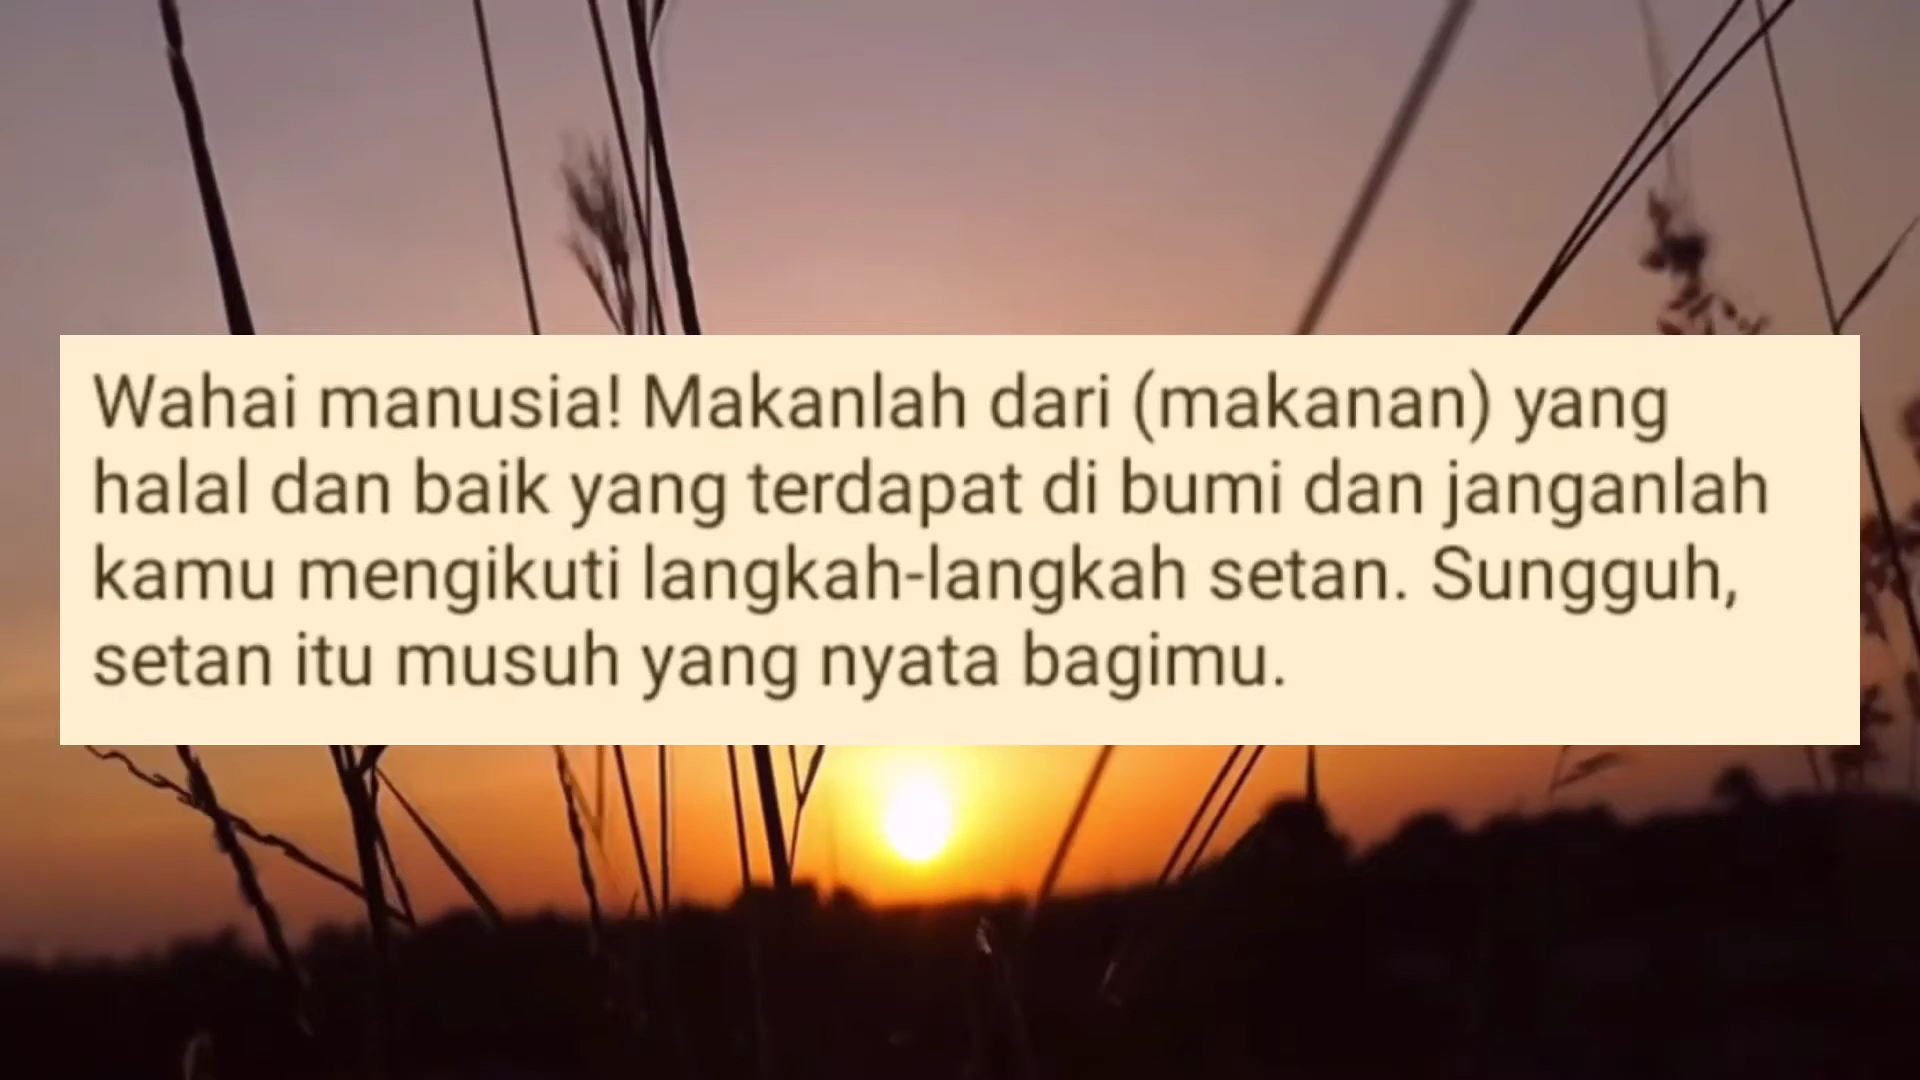 Wahai manusia! Makanlah dari (makanan) yang
halal dan baik yang terdapat di bumi dan janganlah
kamu mengikuti langkah-langkah setan. Sungguh,
setan itu musuh yang nyata bagimu.